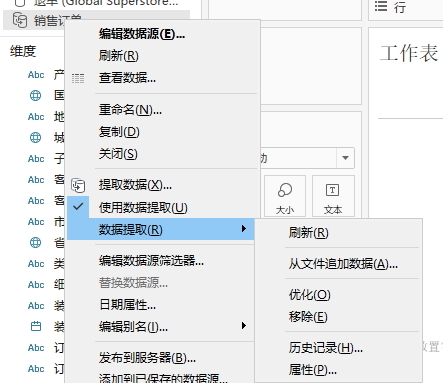 退单 (Global Superstore...
销售订单
行
维度
工作表
Abc 产
国
Abc 地
城
Abc 子
Abc 客
Abc 客
Abc 市
省
Abc 类
Abc 细
Abc 装
装
Abc 订
Abc 订
编辑数据源(E)...
刷新(R)
查看数据...
重命名(N)...
复制(D)
关闭(S)
提取数据(X)...
使用数据提取(U)
数据提取(R)
编辑数据源筛选器...
替换数据源...
日期属性...
编辑别名(I)...
发布到服务器(B)...
添加到已保存的数据源...
动
大小
T
文本
刷新(R)
从文件追加数据(A)...
优化(O)
移除(E)
历史记录(H)...
属性(P)...
放置